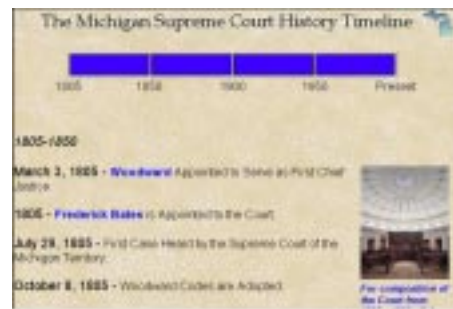 The Michigan Supreme Court History Timeline
1805 1850 1900 1950 Present
1805-1850
March 3, 1805 - Woodward Appointed to Serve as First Chief
Justice.
1805 - Frederick Bates is Appointed to the Court.
July 29, 1805 - First Case Heard by the Supreme Court of the
Michigan Territory.
October 8, 1805 - Woodward Codes are Adopted.
For composition of
the Court from